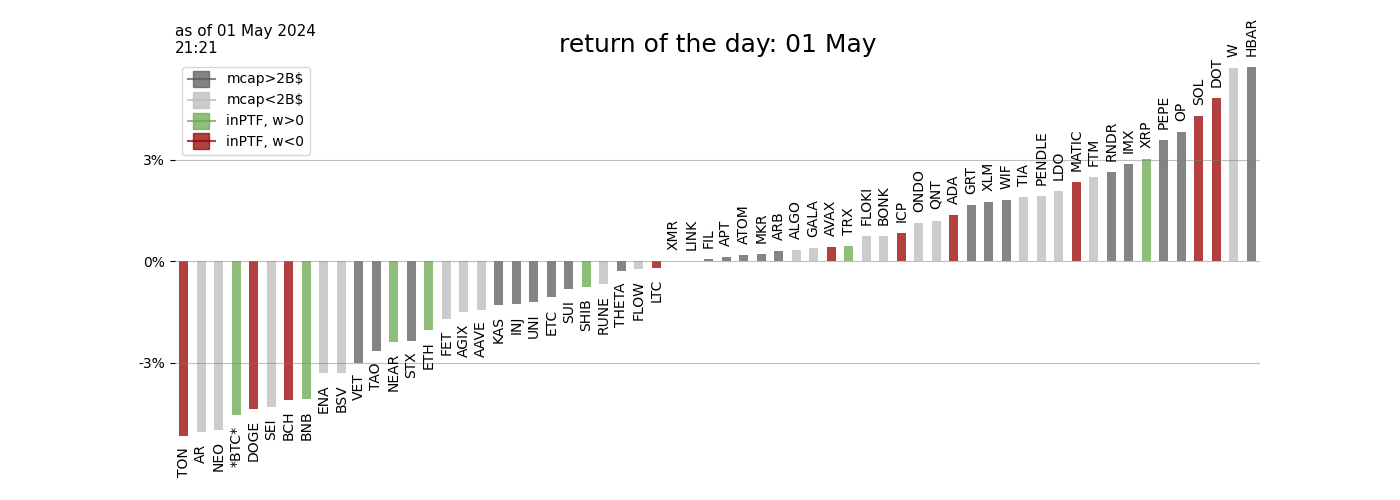 as of 01 May 2024
21:21
return of the day: 01 May
mcap>2B$
mcap<2B$
inPTF, w>0
inPTF, w<0
3%
0%
-3%
TON
AR
NEO
*BTC*
DOGE
SEI
BCH
BNB
ENA
BSV
VET
TAO
NEAR
STX
ETH
FET
AGIX
AAVE
KAS
INJ
UNI
ETC
SUI
SHIB
RUNE
THETA
FLOW
LTC
XMR
LINK
FIL
APT
ATOM
MKR
ARB
ALGO
GALA
AVAX
TRX
FLOKI
BONK
ICP
ONDO
QNT
ADA
GRT
XLM
WIF
TIA
PENDLE
LDO
MATIC
FTM
RNDR
IMX
XRP
PEPE
OP
SOL
DOT
W
HBAR